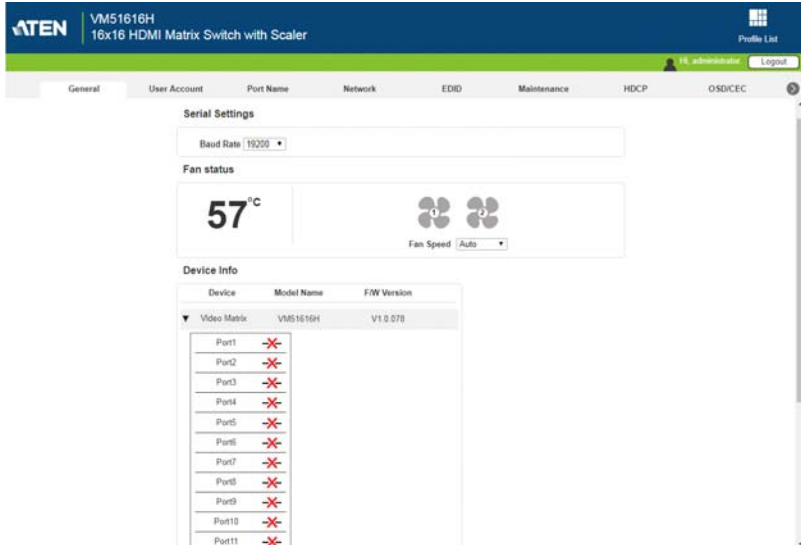 ATEN
VM51616H
16x16 HDMI Matrix Switch with Scaler
Profile List
Hi, administrator
Logout
General User Account Port Name Network EDID Maintenance HDCP OSD/CEC
Serial Settings
Baud Rate 19200
Fan status
57°C
1 2
Fan Speed Auto
Device Info
Device Model Name F/W Version
Video Matrix VM51616H V1.0.078
Port1
Port2
Port3
Port4
Port5
Port6
Port7
Port8
Port9
Port10
Port11